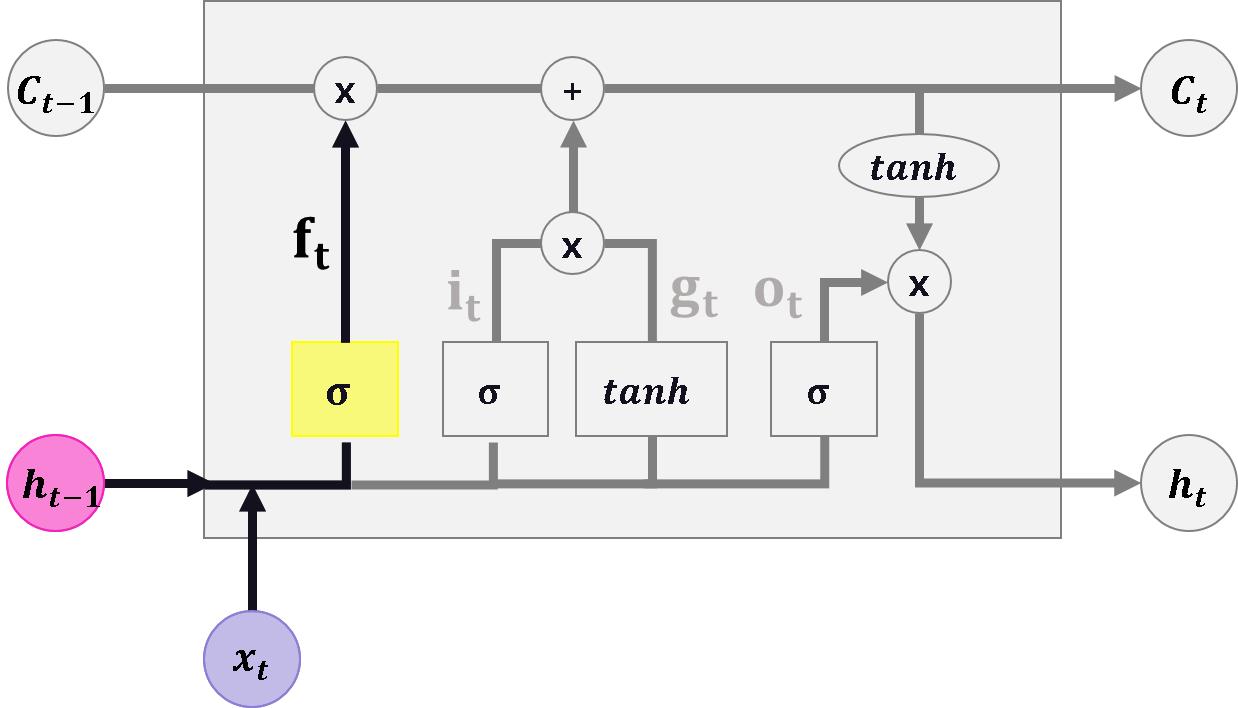 C_{t-1}
x
+
C_t
tanh
f_t
x
i_t
g_t
o_t
x
σ
σ
tanh
σ
h_{t-1}
h_t
x_t